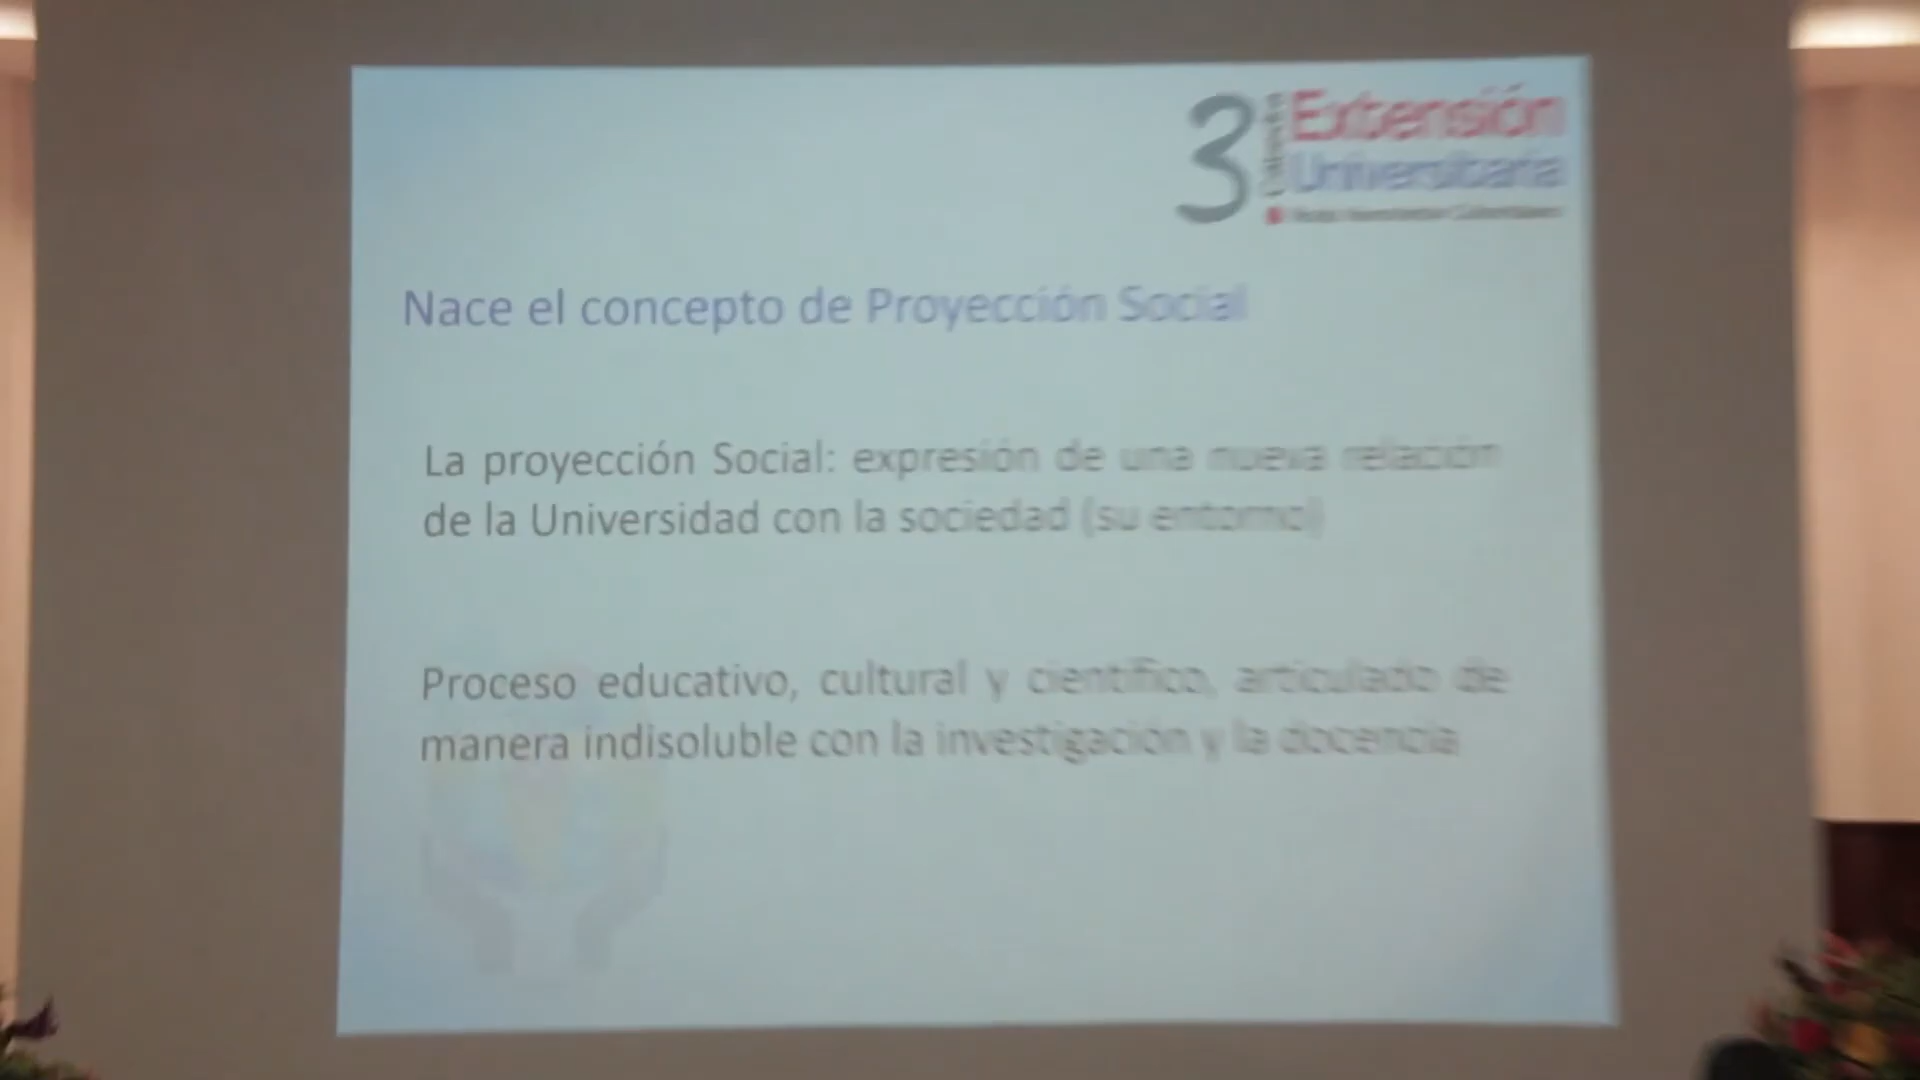 3
Extensión
Universitaria
Nace el concepto de Proyección Social
La proyección Social: expresión de una nueva relación
de la Universidad con la sociedad (su entorno)
Proceso educativo, cultural y científico, articulado de
manera indisoluble con la investigación y la docencia